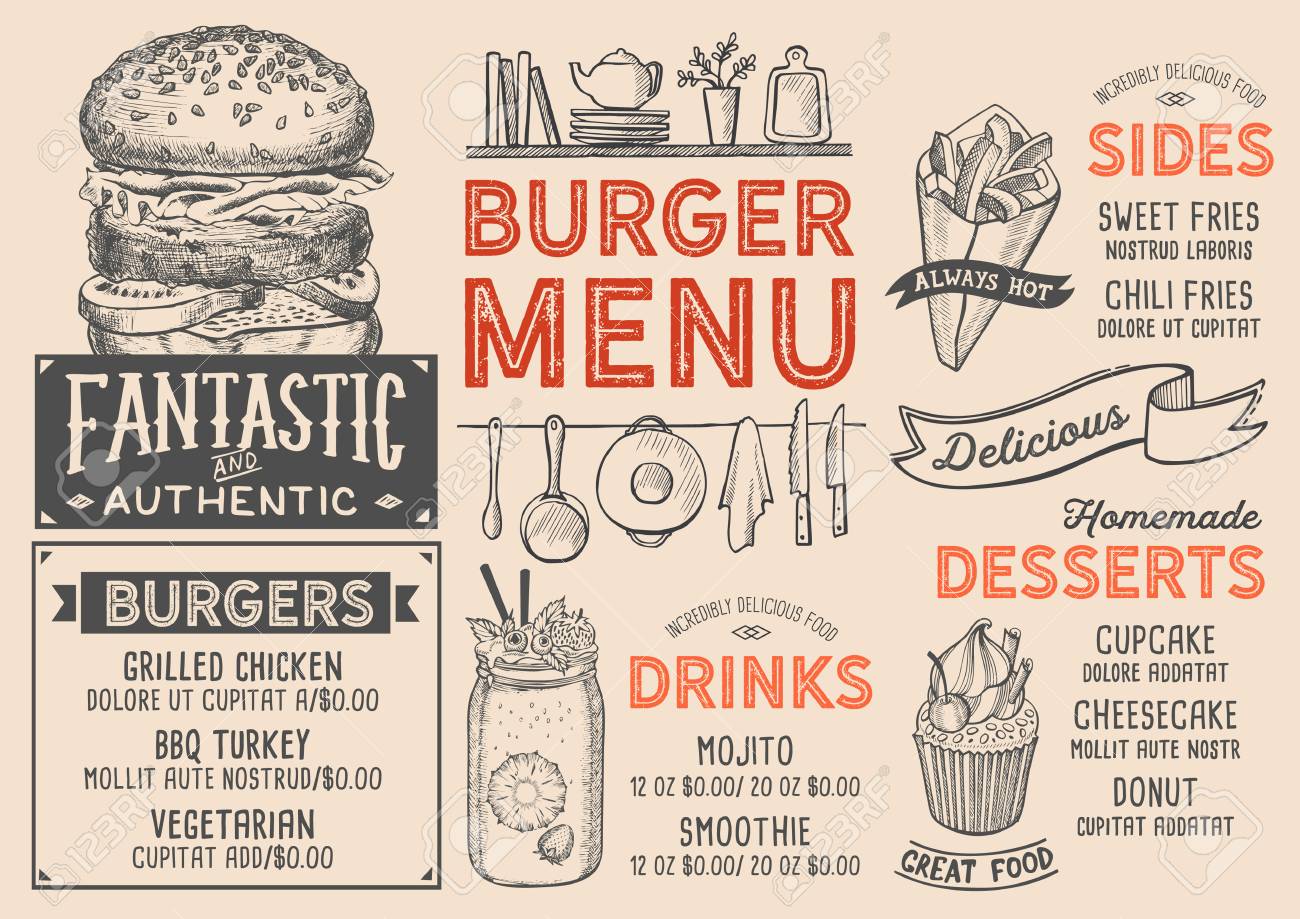 FANTASTIC
AND
AUTHENTIC
BURGERS
GRILLED CHICKEN
DOLORE UT CUPITAT A/$0.00
BBQ TURKEY
MOLLIT AUTE NOSTRUD/$0.00
VEGETARIAN
CUPITAT ADD/$0.00
BURGER
MENU
INCREDIBLY DELICIOUS FOOD
DRINKS
MOJITO
12 OZ $0.00/ 20 OZ $0.00
SMOOTHIE
12 OZ $0.00/ 20 OZ $0.00
ALWAYS HOT
INCREDIBLY DELICIOUS FOOD
SIDES
SWEET FRIES
NOSTRUD LABORIS
CHILI FRIES
DOLORE UT CUPITAT
Delicious
Homemade
DESSERTS
CUPCAKE
DOLORE ADDATAT
CHEESECAKE
MOLLIT AUTE NOSTR
DONUT
CUPITAT ADDATAT
GREAT FOOD
123RF